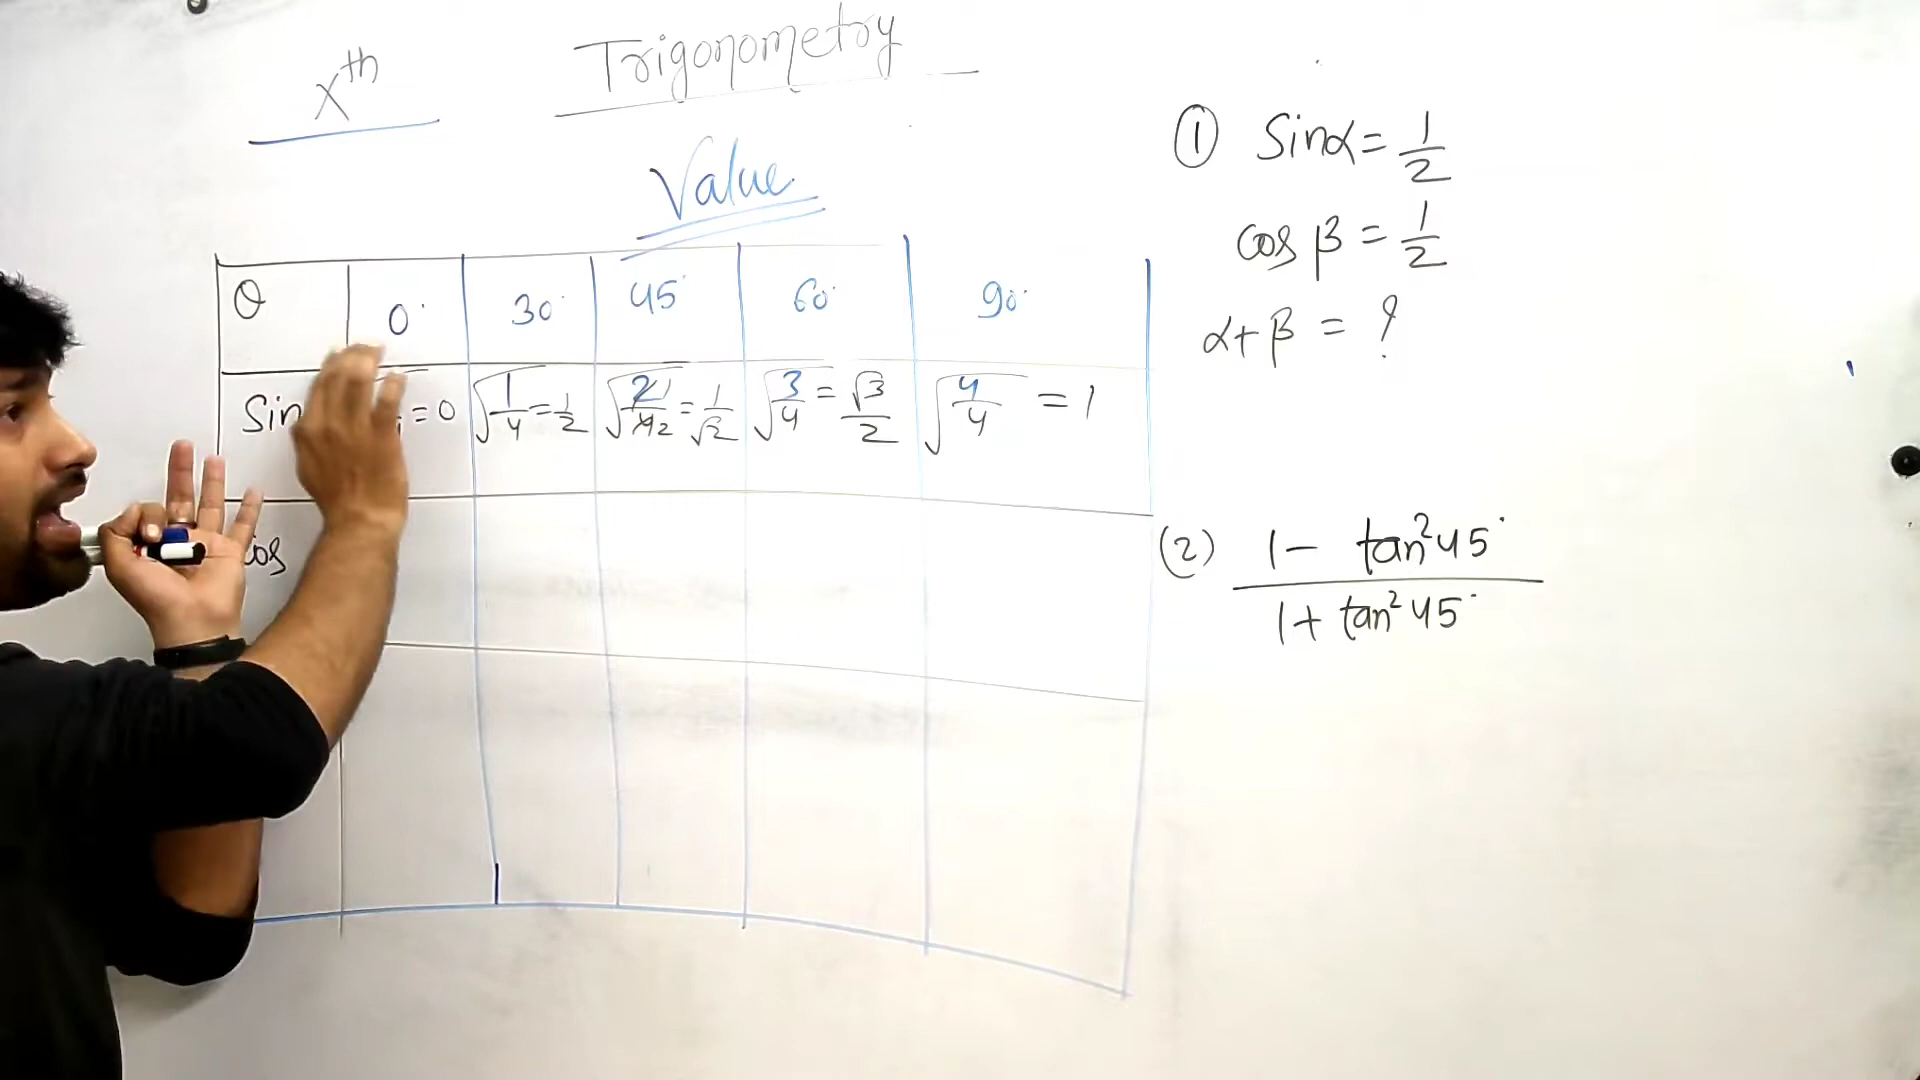 Xth Trigonometry
Value
θ 0° 30° 45° 60° 90°
Sin = 0 √1/4 = 1/2 √2/4 = 1/√2 √3/4 = √3/2 √4/4 = 1
cos
① Sinα = 1/2
cos β = 1/2
α + β = ?
(2) 1 - tan²45°
1 + tan²45°